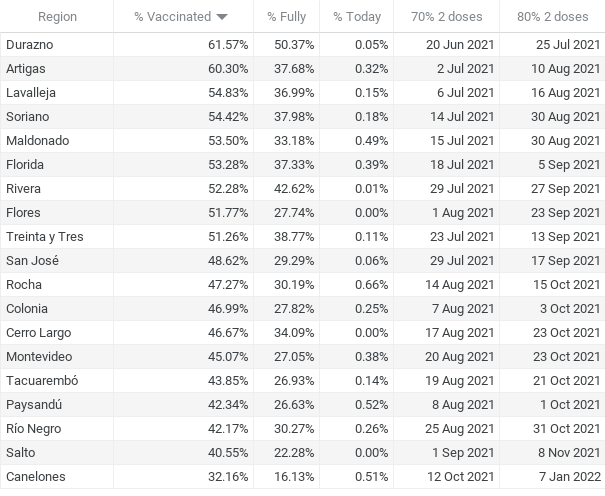 Region % Vaccinated % Fully % Today 70% 2 doses 80% 2 doses
Durazno 61.57% 50.37% 0.05% 20 Jun 2021 25 Jul 2021
Artigas 60.30% 37.68% 0.32% 2 Jul 2021 10 Aug 2021
Lavalleja 54.83% 36.99% 0.15% 6 Jul 2021 16 Aug 2021
Soriano 54.42% 37.98% 0.18% 14 Jul 2021 30 Aug 2021
Maldonado 53.50% 33.18% 0.49% 15 Jul 2021 30 Aug 2021
Florida 53.28% 37.33% 0.39% 18 Jul 2021 5 Sep 2021
Rivera 52.28% 42.62% 0.01% 29 Jul 2021 27 Sep 2021
Flores 51.77% 27.74% 0.00% 1 Aug 2021 23 Sep 2021
Treinta y Tres 51.26% 38.77% 0.11% 23 Jul 2021 13 Sep 2021
San José 48.62% 29.29% 0.06% 29 Jul 2021 17 Sep 2021
Rocha 47.27% 30.19% 0.66% 14 Aug 2021 15 Oct 2021
Colonia 46.99% 27.82% 0.25% 7 Aug 2021 3 Oct 2021
Cerro Largo 46.67% 34.09% 0.00% 17 Aug 2021 23 Oct 2021
Montevideo 45.07% 27.05% 0.38% 20 Aug 2021 23 Oct 2021
Tacuarembó 43.85% 26.93% 0.14% 19 Aug 2021 21 Oct 2021
Paysandú 42.34% 26.63% 0.52% 8 Aug 2021 1 Oct 2021
Río Negro 42.17% 30.27% 0.26% 25 Aug 2021 31 Oct 2021
Salto 40.55% 22.28% 0.00% 1 Sep 2021 8 Nov 2021
Canelones 32.16% 16.13% 0.51% 12 Oct 2021 7 Jan 2022